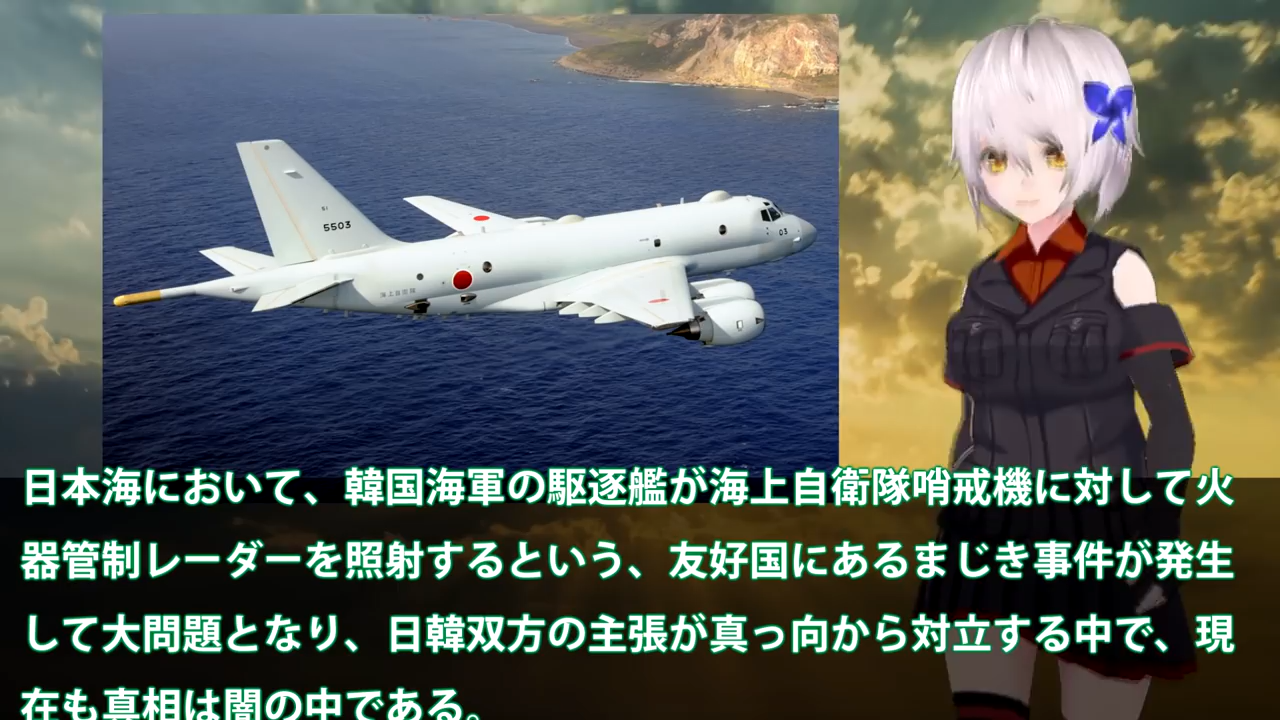 5503
03
海上自衛隊
日本海において、韓国海軍の駆逐艦が海上自衛隊哨戒機に対して火
器管制レーダーを照射するという、友好国にあるまじき事件が発生
して大問題となり、日韓双方の主張が真っ向から対立する中で、現
在も真相は闇の中である。